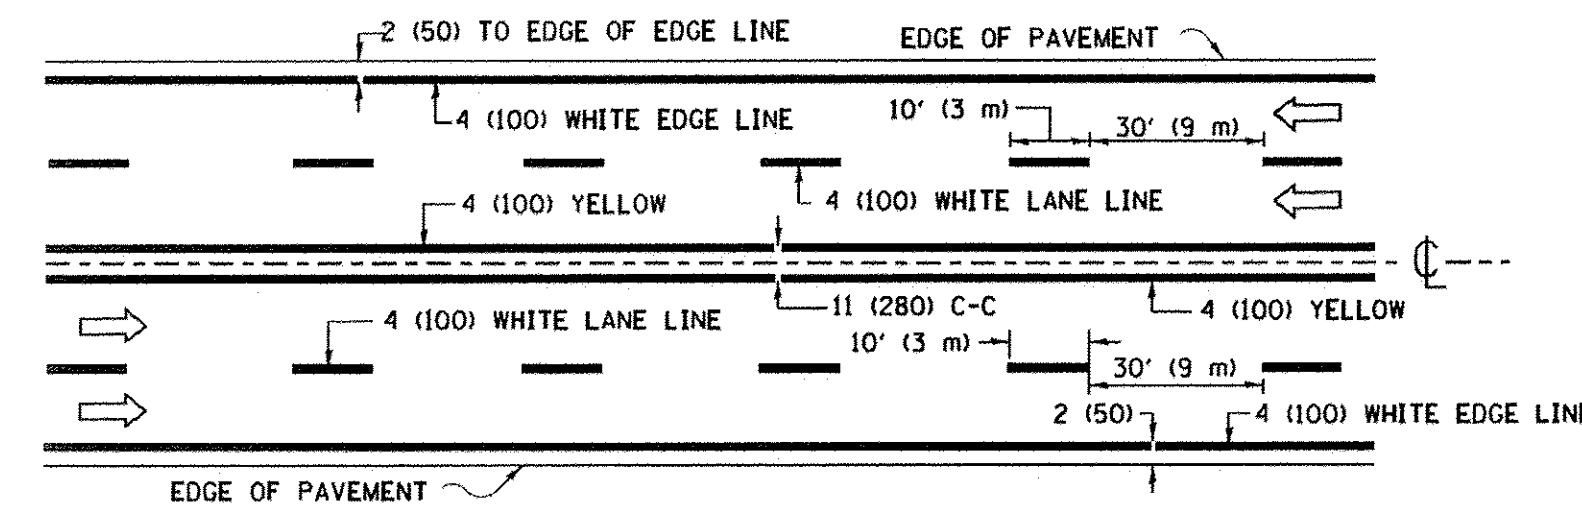 2 (50) TO EDGE OF EDGE LINE
EDGE OF PAVEMENT
4 (100) WHITE EDGE LINE
10' (3 m)
30' (9 m)
4 (100) YELLOW
4 (100) WHITE LANE LINE
11 (280) C-C
4 (100) YELLOW
4 (100) WHITE LANE LINE
10' (3 m)
30' (9 m)
2 (50)
4 (100) WHITE EDGE LIN
EDGE OF PAVEMENT